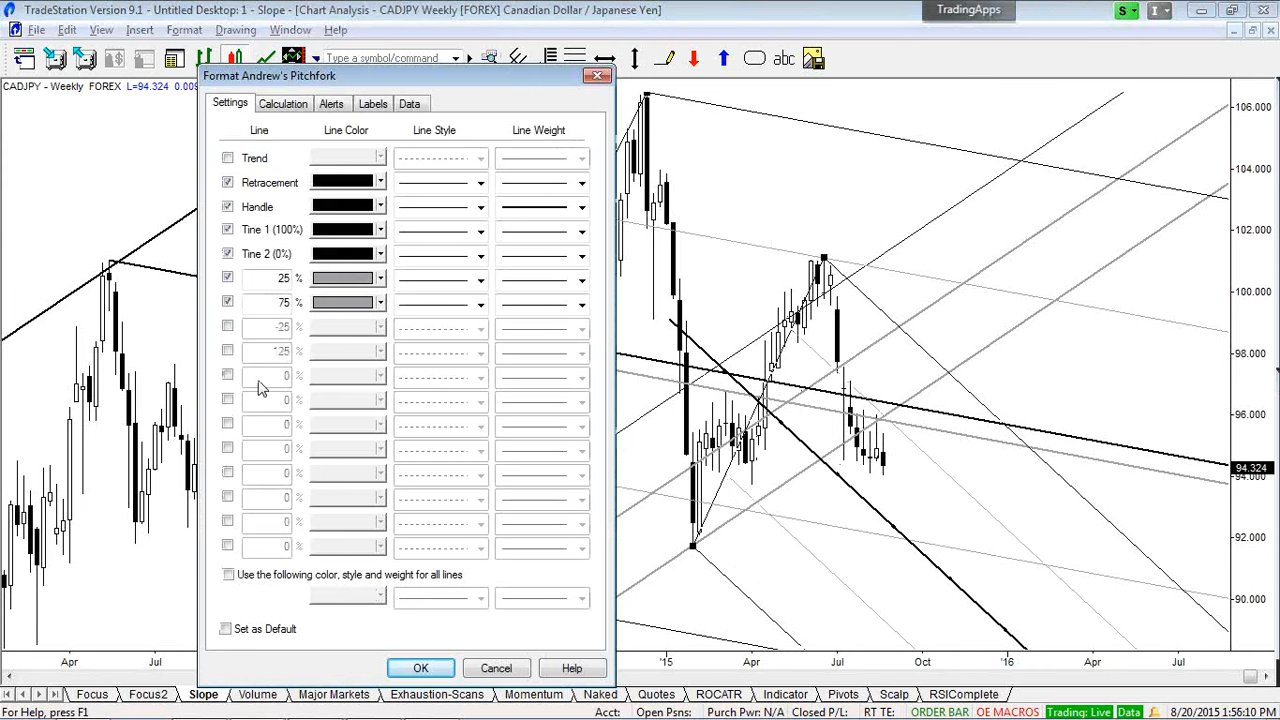 TradeStation Version 9.1 - Untitled Desktop: 1 - Slope - [Chart Analysis - CADJPY Weekly [FOREX] Canadian Dollar / Japanese Yen]
TradingApps
S
I
File Edit View Insert Format Drawing Window Help
Type a symbol/command
abc
CADJPY - Weekly FOREX L=94.324
Format Andrew's Pitchfork
Settings Calculation Alerts Labels Data
Line Line Color Line Style Line Weight
Trend
Retracement
Handle
Tine 1 (100%)
Tine 2 (0%)
25 %
75 %
-25 %
125 %
0 %
0 %
0 %
0 %
0 %
0 %
0 %
0 %
Use the following color, style and weight for all lines
Set as Default
OK Cancel Help
106.000
104.000
102.000
100.000
98.000
96.000
94.324
94.000
92.000
90.000
Apr Jul '15 Apr Jul Oct '16 Apr Jul
Focus Focus2 Slope Volume Major Markets Exhaustion-Scans Momentum Naked Quotes ROCATR Indicator Pivots Scalp RSIComplete
For Help, press F1
Acct: Open Psns: Purch Pwr: N/A Closed P/L: RT TE: ORDER BAR OE MACROS Trading: Live Data 8/20/2015 1:55:10 PM